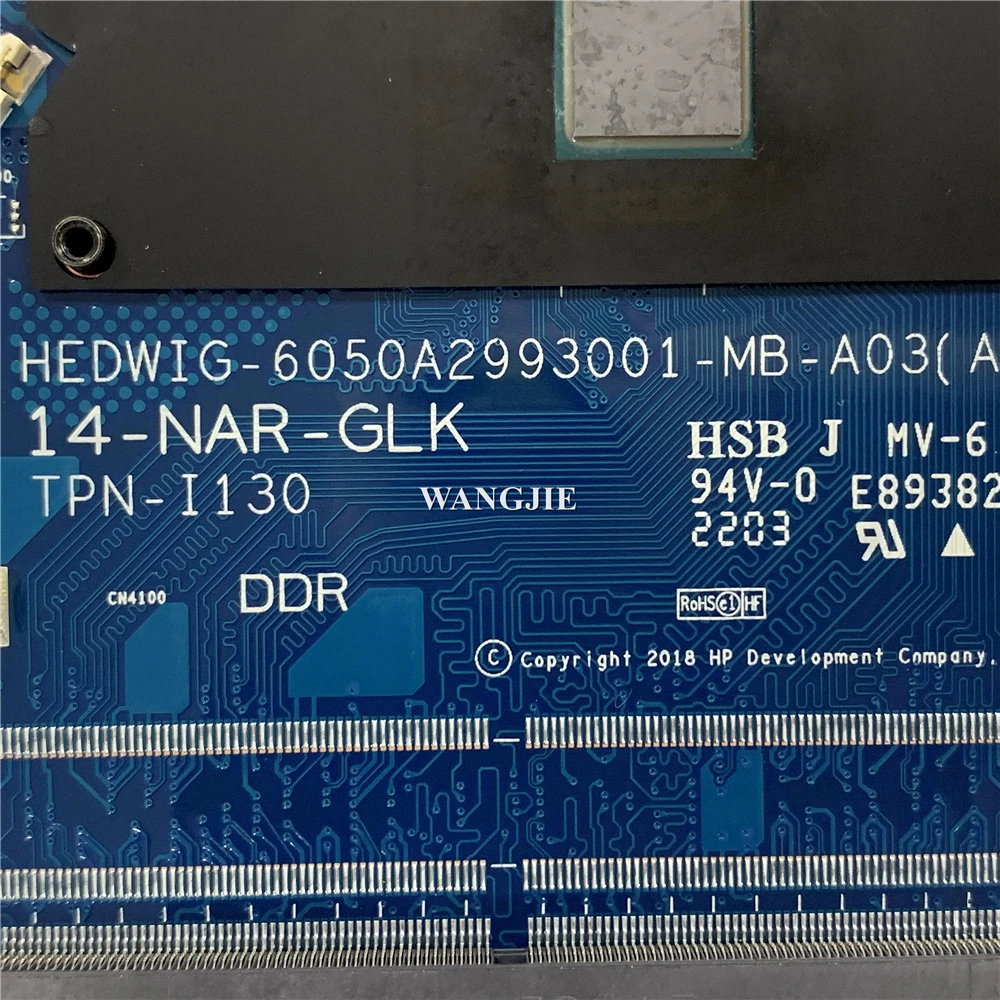 HEDWIG-6050A2993001-MB-A03(A
14-NAR-GLK
HSB J MV-6
TPN-I130
WANGJIE
94V-0 E89382
2203
CN4100
DDR
RoHS e1 HF
© Copyright 2018 HP Development Company.